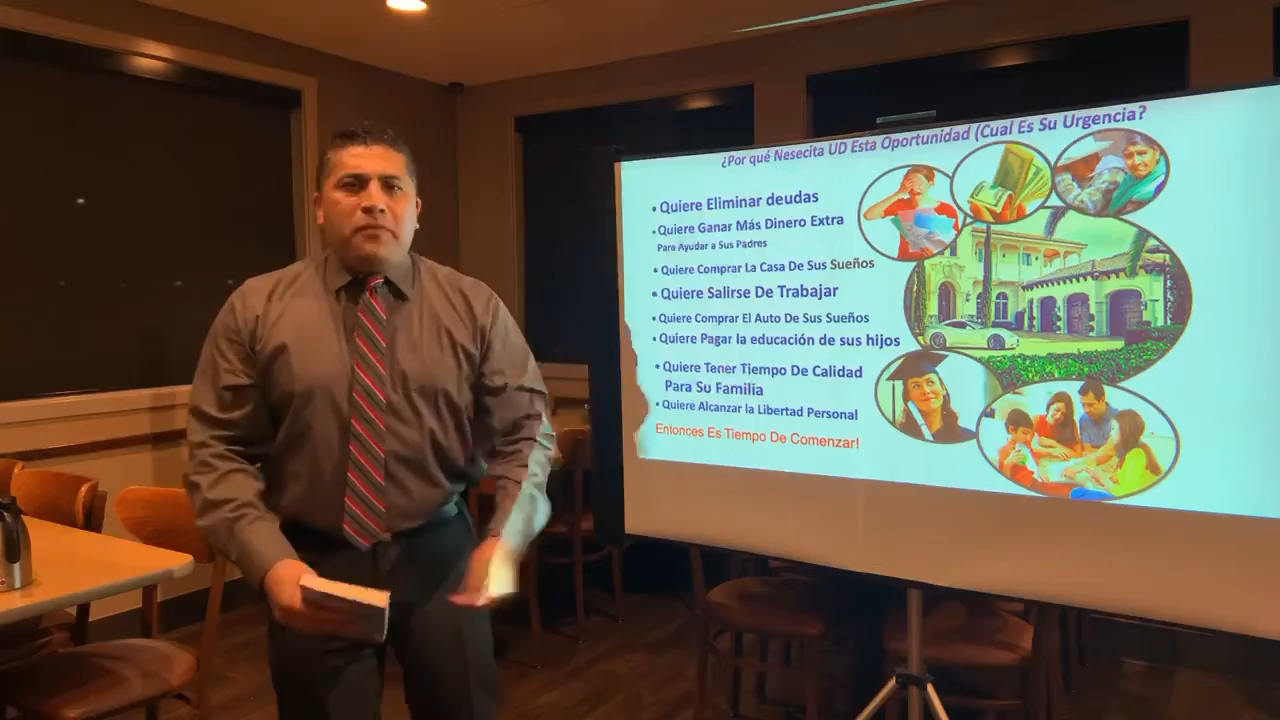 ¿Por qué Nesecita UD Esta Oportunidad (Cual Es Su Urgencia?
• Quiere Eliminar deudas
• Quiere Ganar Más Dinero Extra
Para Ayudar a Sus Padres
• Quiere Comprar La Casa De Sus Sueños
• Quiere Salirse De Trabajar
• Quiere Comprar El Auto De Sus Sueños
• Quiere Pagar la educación de sus hijos
• Quiere Tener Tiempo De Calidad
Para Su Familia
• Quiere Alcanzar la Libertad Personal
Entonces Es Tiempo De Comenzar!